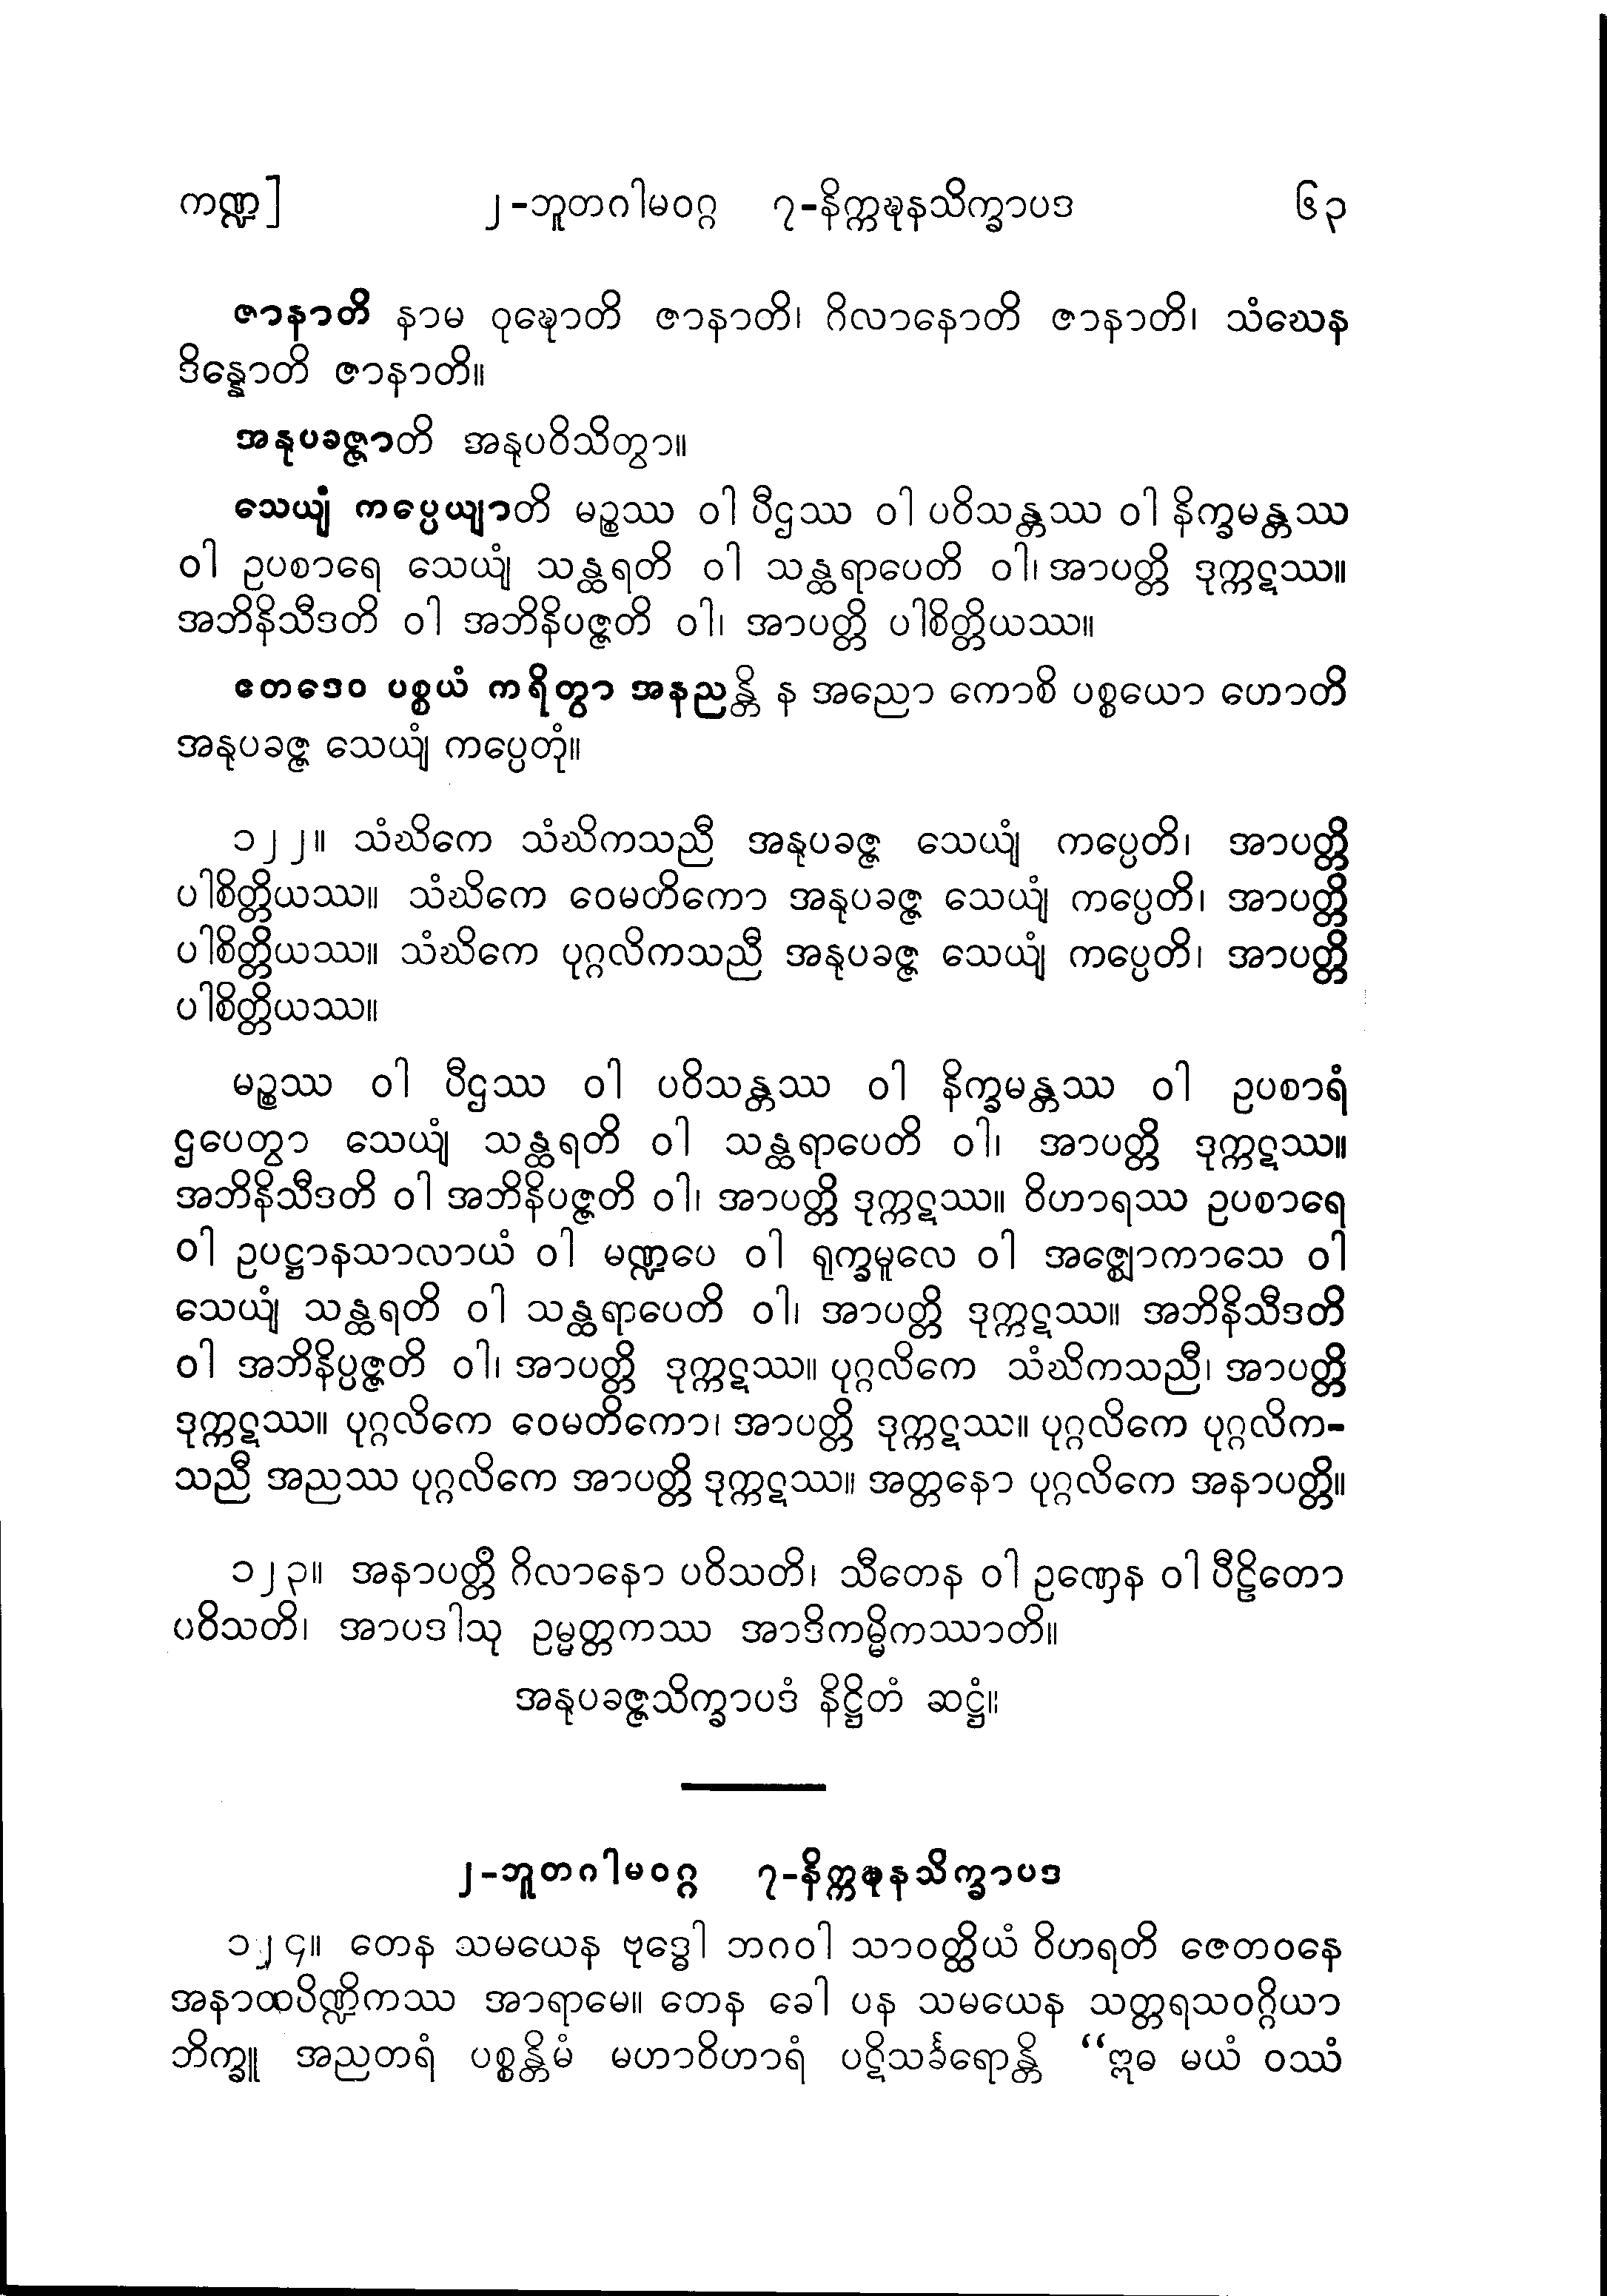 ကဏ္ဍ] ၂-ဘူတဂါမဝဂ္ဂ ၇-နိက္ကဍ္ဎနသိက္ခာပဒ ၆၃
ဇာနာတိ နာမ ဝုဍ္ဎောတိ ဇာနာတိ၊ ဂိလာနောတိ ဇာနာတိ၊ သံဃေန
ဒိန္နောတိ ဇာနာတိ။
အနုပခဇ္ဇာတိ အနုပဝိသိတွာ။
သေယျံ ကပ္ပေယျာတိ မဉ္စဿ ဝါ ပီဌဿ ဝါ ပဝိသန္တဿ ဝါ နိက္ခမန္တဿ
ဝါ ဥပစာရေ သေယျံ သန္ထရတိ ဝါ သန္ထရာပေတိ ဝါ၊ အာပတ္တိ ဒုက္ကဋဿ။
အဘိနိသီဒတိ ဝါ အဘိနိပဇ္ဇတိ ဝါ၊ အာပတ္တိ ပါစိတ္တိယဿ။
ဧတဒေဝ ပစ္စယံ ကရိတွာ အနညန္တိ န အညော ကောစိ ပစ္စယော ဟောတိ
အနုပခဇ္ဇ သေယျံ ကပ္ပေတုံ။
၁၂၂။ သံဃိကေ သံဃိကသညီ အနုပခဇ္ဇ သေယျံ ကပ္ပေတိ၊ အာပတ္တိ
ပါစိတ္တိယဿ။ သံဃိကေ ဝေမတိကော အနုပခဇ္ဇ သေယျံ ကပ္ပေတိ၊ အာပတ္တိ
ပါစိတ္တိယဿ။ သံဃိကေ ပုဂ္ဂလိကသညီ အနုပခဇ္ဇ သေယျံ ကပ္ပေတိ၊ အာပတ္တိ
ပါစိတ္တိယဿ။
မဉ္စဿ ဝါ ပီဌဿ ဝါ ပဝိသန္တဿ ဝါ နိက္ခမန္တဿ ဝါ ဥပစာရံ
ဌပေတွာ သေယျံ သန္ထရတိ ဝါ သန္ထရာပေတိ ဝါ၊ အာပတ္တိ ဒုက္ကဋဿ။
အဘိနိသီဒတိ ဝါ အဘိနိပဇ္ဇတိ ဝါ၊ အာပတ္တိ ဒုက္ကဋဿ။ ဝိဟာရဿ ဥပစာရေ
ဝါ ဥပဋ္ဌာနသာလာယံ ဝါ မဏ္ဍပေ ဝါ ရုက္ခမူလေ ဝါ အဇ္ဈောကာသေ ဝါ
သေယျံ သန္ထရတိ ဝါ သန္ထရာပေတိ ဝါ၊ အာပတ္တိ ဒုက္ကဋဿ။ အဘိနိသီဒတိ
ဝါ အဘိနိပ္ပဇ္ဇတိ ဝါ၊ အာပတ္တိ ဒုက္ကဋဿ။ ပုဂ္ဂလိကေ သံဃိကသညီ၊ အာပတ္တိ
ဒုက္ကဋဿ။ ပုဂ္ဂလိကေ ဝေမတိကော၊ အာပတ္တိ ဒုက္ကဋဿ။ ပုဂ္ဂလိကေ ပုဂ္ဂလိက-
သညီ အညဿ ပုဂ္ဂလိကေ အာပတ္တိ ဒုက္ကဋဿ။ အတ္တနော ပုဂ္ဂလိကေ အနာပတ္တိ။
၁၂၃။ အနာပတ္တိ ဂိလာနော ပဝိသတိ၊ သီတေန ဝါ ဥဏှေန ဝါ ပီဠိတော
ပဝိသတိ၊ အာပဒါသု ဥမ္မတ္တကဿ အာဒိကမ္မိကဿာတိ။
အနုပခဇ္ဇသိက္ခာပဒံ နိဋ္ဌိတံ ဆဋ္ဌံ။
၂-ဘူတဂါမဝဂ္ဂ ၇-နိက္ကဍ္ဎနသိက္ခာပဒ
၁၂၄။ တေန သမယေန ဗုဒ္ဓေါ ဘဂဝါ သာဝတ္ထိယံ ဝိဟရတိ ဇေတဝနေ
အနာထပိဏ္ဍိကဿ အာရာမေ။ တေန ခေါ ပန သမယေန သတ္တရသဝဂ္ဂိယာ
ဘိက္ခူ အညတရံ ပစ္စန္တိမံ မဟာဝိဟာရံ ပဋိသင်္ခရောန္တိ “ဣဓ မယံ ဝဿံ